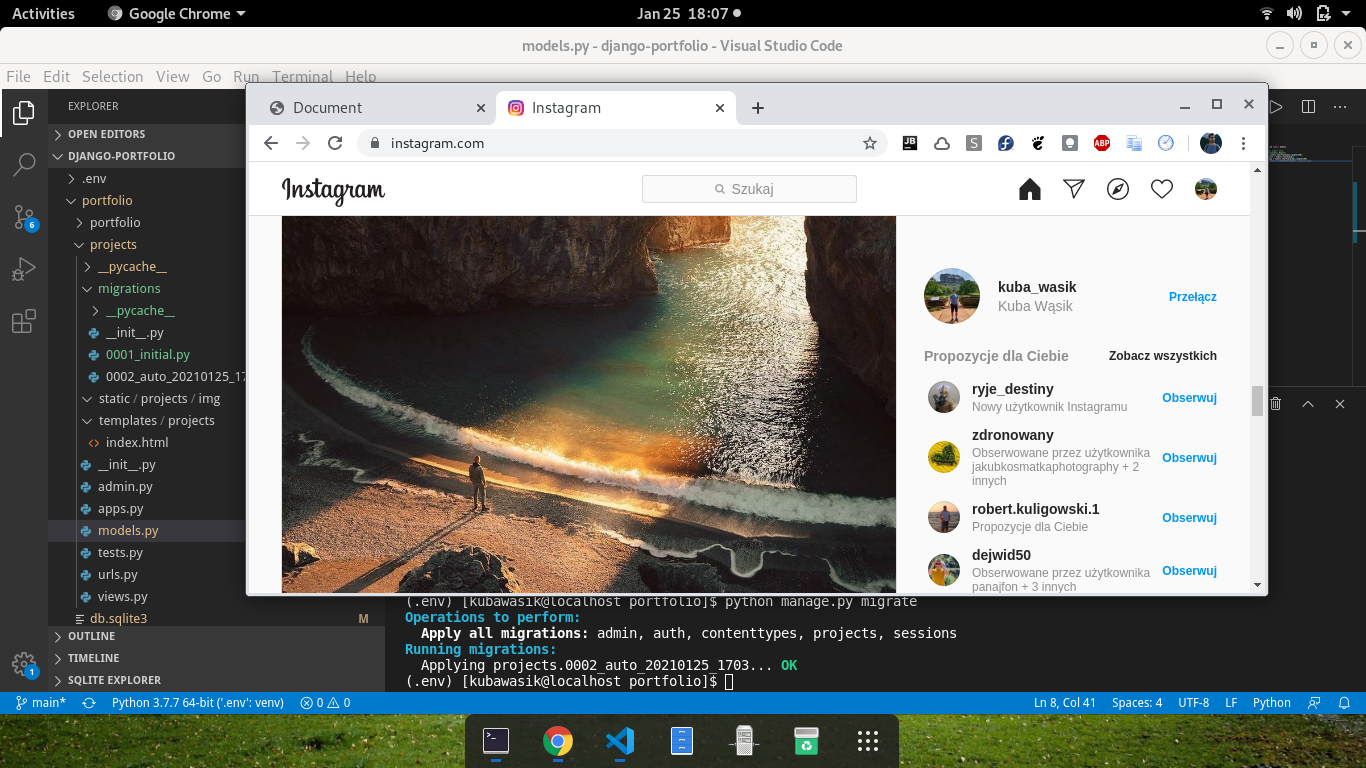 Activities Google Chrome Jan 25 18:07
models.py - django-portfolio - Visual Studio Code
File Edit Selection View Go Run Terminal Help
EXPLORER
OPEN EDITORS
DJANGO-PORTFOLIO
.env
portfolio
portfolio
projects
__pycache__
migrations
__pycache__
__init__.py
0001_initial.py
0002_auto_20210125_17
static / projects / img
templates / projects
index.html
__init__.py
admin.py
apps.py
models.py
tests.py
urls.py
views.py
db.sqlite3 M
OUTLINE
TIMELINE
SQLITE EXPLORER
6
1
Document Instagram
instagram.com
JB S ABP
Instagram Szukaj
kuba_wasik
Kuba Wąsik
Przełącz
Propozycje dla Ciebie Zobacz wszystkich
ryje_destiny
Nowy użytkownik Instagramu
Obserwuj
zdronowany
Obserwowane przez użytkownika
jakubkosmatkaphotography + 2
innych
Obserwuj
robert.kuligowski.1
Propozycje dla Ciebie
Obserwuj
dejwid50
Obserwowane przez użytkownika
panajfon + 3 innych
Obserwuj
(.env) [kubawasik@localhost portfolio]$ python manage.py migrate
Operations to perform:
Apply all migrations: admin, auth, contenttypes, projects, sessions
Running migrations:
Applying projects.0002_auto_20210125_1703... OK
(.env) [kubawasik@localhost portfolio]$
main* Python 3.7.7 64-bit ('.env': venv) 0 0 Ln 8, Col 41 Spaces: 4 UTF-8 LF Python